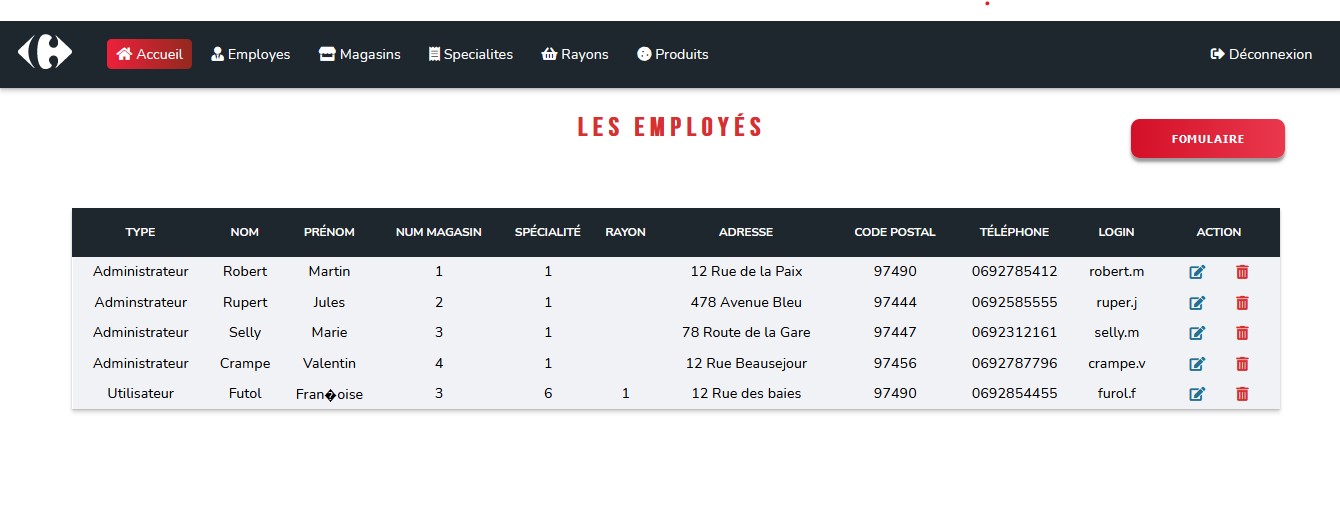 Accueil Employes Magasins Specialites Rayons Produits Déconnexion
LES EMPLOYÉS
FOMULAIRE
TYPE NOM PRÉNOM NUM MAGASIN SPÉCIALITÉ RAYON ADRESSE CODE POSTAL TÉLÉPHONE LOGIN ACTION
Administrateur Robert Martin 1 1 12 Rue de la Paix 97490 0692785412 robert.m
Adminstrateur Rupert Jules 2 1 478 Avenue Bleu 97444 0692585555 ruper.j
Administrateur Selly Marie 3 1 78 Route de la Gare 97447 0692312161 selly.m
Administrateur Crampe Valentin 4 1 12 Rue Beausejour 97456 0692787796 crampe.v
Utilisateur Futol Fran�oise 3 6 1 12 Rue des baies 97490 0692854455 furol.f